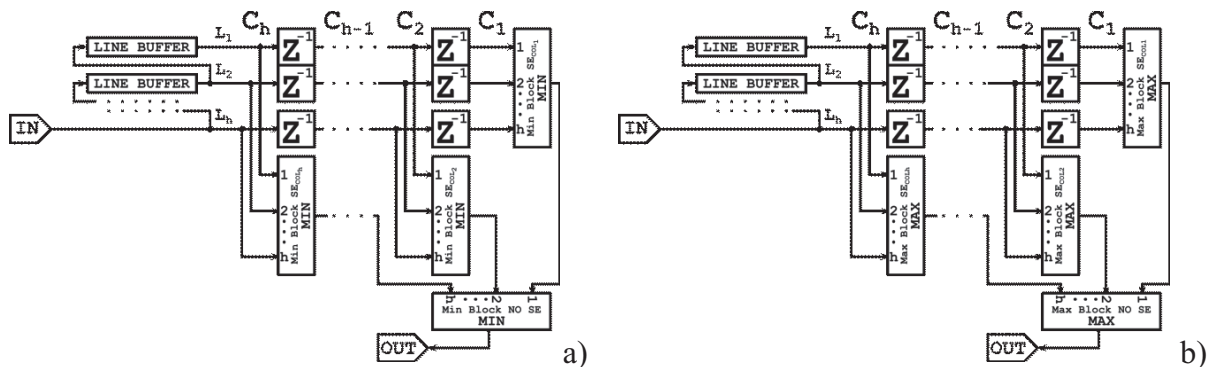 C_h C_h-1 C_2 C_1
LINE BUFFER L_1 Z^-1 Z^-1 1
LINE BUFFER L_2 Z^-1 Z^-1 2
IN L_h Z^-1 Z^-1 h
Min Block SE_COL1
MIN
1 2 h
Min Block SE_COLh
MIN
1 2 h
Min Block SE_COL2
MIN
h 2 1
Min Block NO SE
MIN
OUT
a)
C_h C_h-1 C_2 C_1
LINE BUFFER L_1 Z^-1 Z^-1 1
LINE BUFFER L_2 Z^-1 Z^-1 2
IN L_h Z^-1 Z^-1 h
Max Block SE_COL1
MAX
1 2 h
Max Block SE_COLh
MAX
1 2 h
Max Block SE_COL2
MAX
h 2 1
Max Block NO SE
MAX
OUT
b)